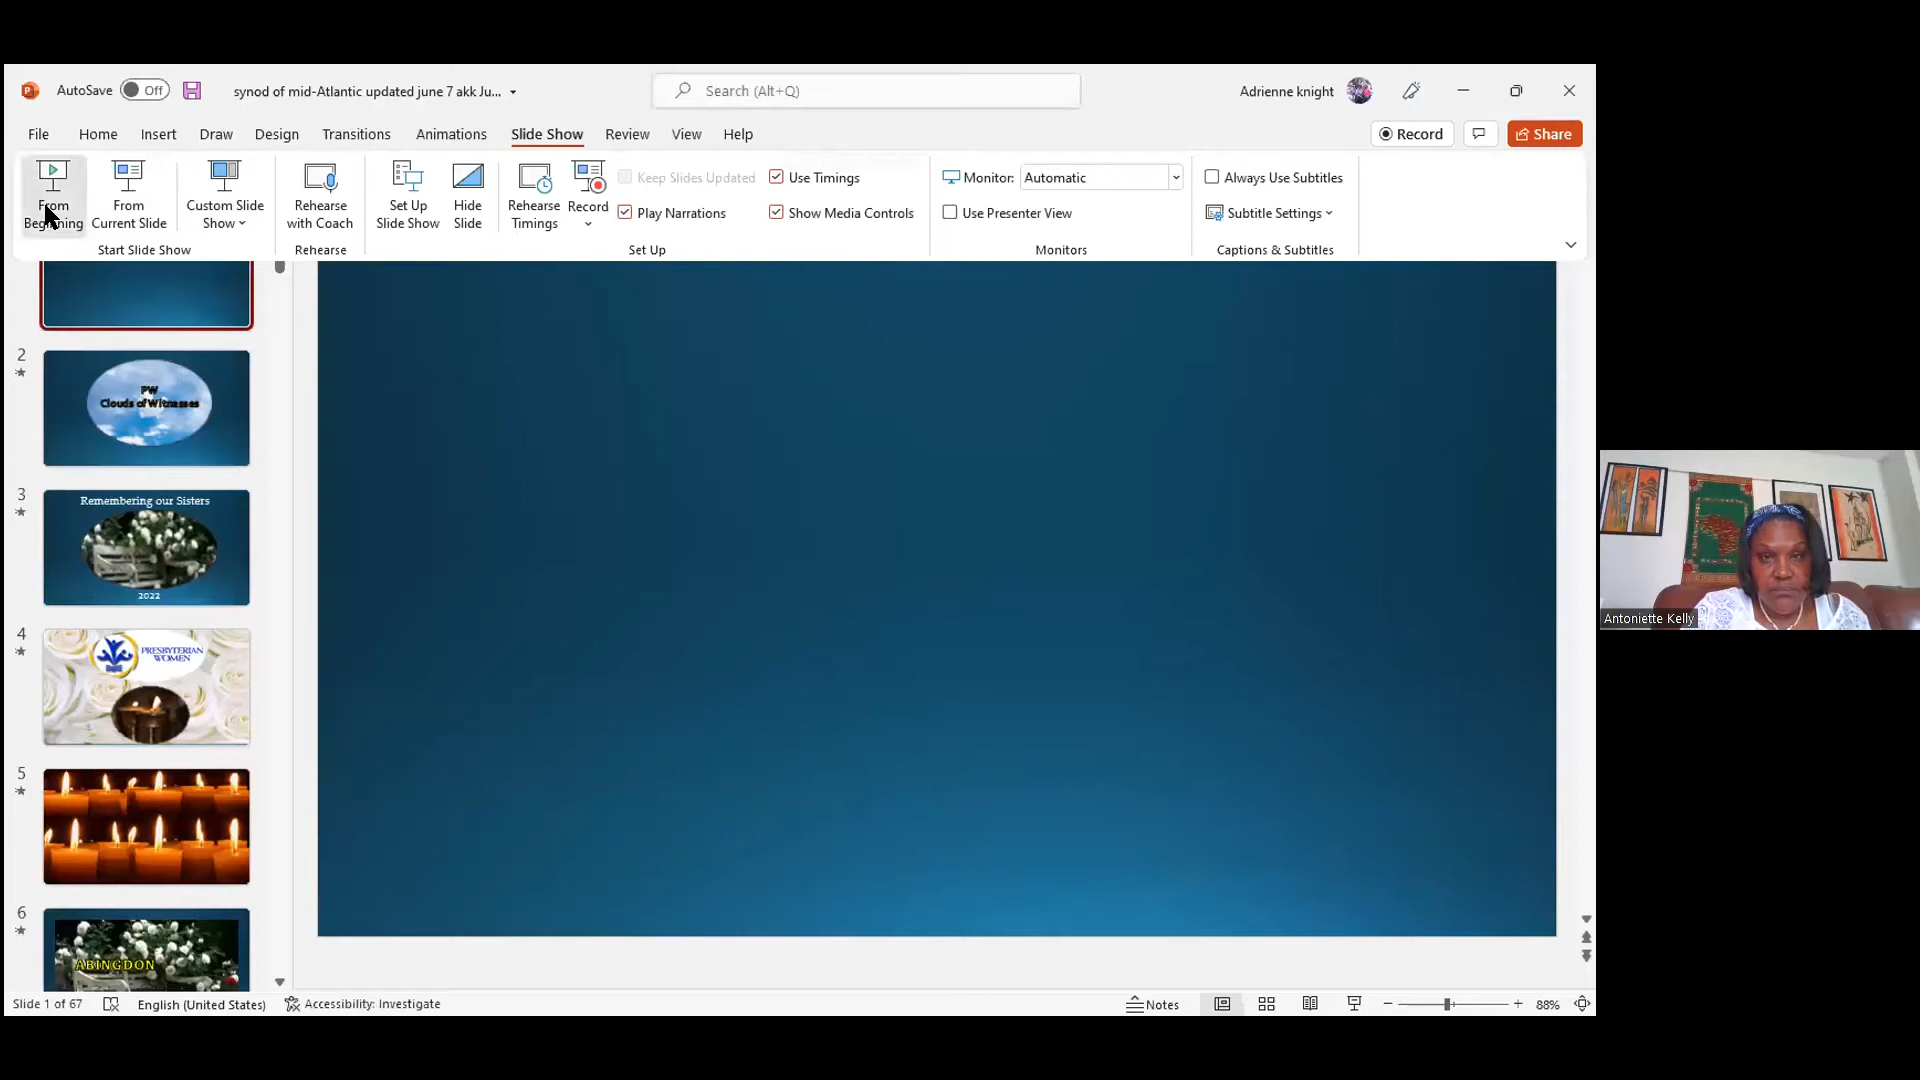 AutoSave Off synod of mid-Atlantic updated june 7 akk Ju... Search (Alt+Q) Adrienne knight
File Home Insert Draw Design Transitions Animations Slide Show Review View Help Record Share
From Beginning
From Current Slide
Custom Slide Show
Start Slide Show
Rehearse with Coach
Rehearse
Set Up Slide Show
Hide Slide
Rehearse Timings
Record
Keep Slides Updated
Play Narrations
Use Timings
Show Media Controls
Set Up
Monitor: Automatic
Use Presenter View
Monitors
Always Use Subtitles
Subtitle Settings
Captions & Subtitles
2
PW
Clouds of Witnesses
3
Remembering our Sisters
2022
4
PRESBYTERIAN
WOMEN
5
6
ABINGDON
Antoniette Kelly
Slide 1 of 67 English (United States) Accessibility: Investigate Notes 88%